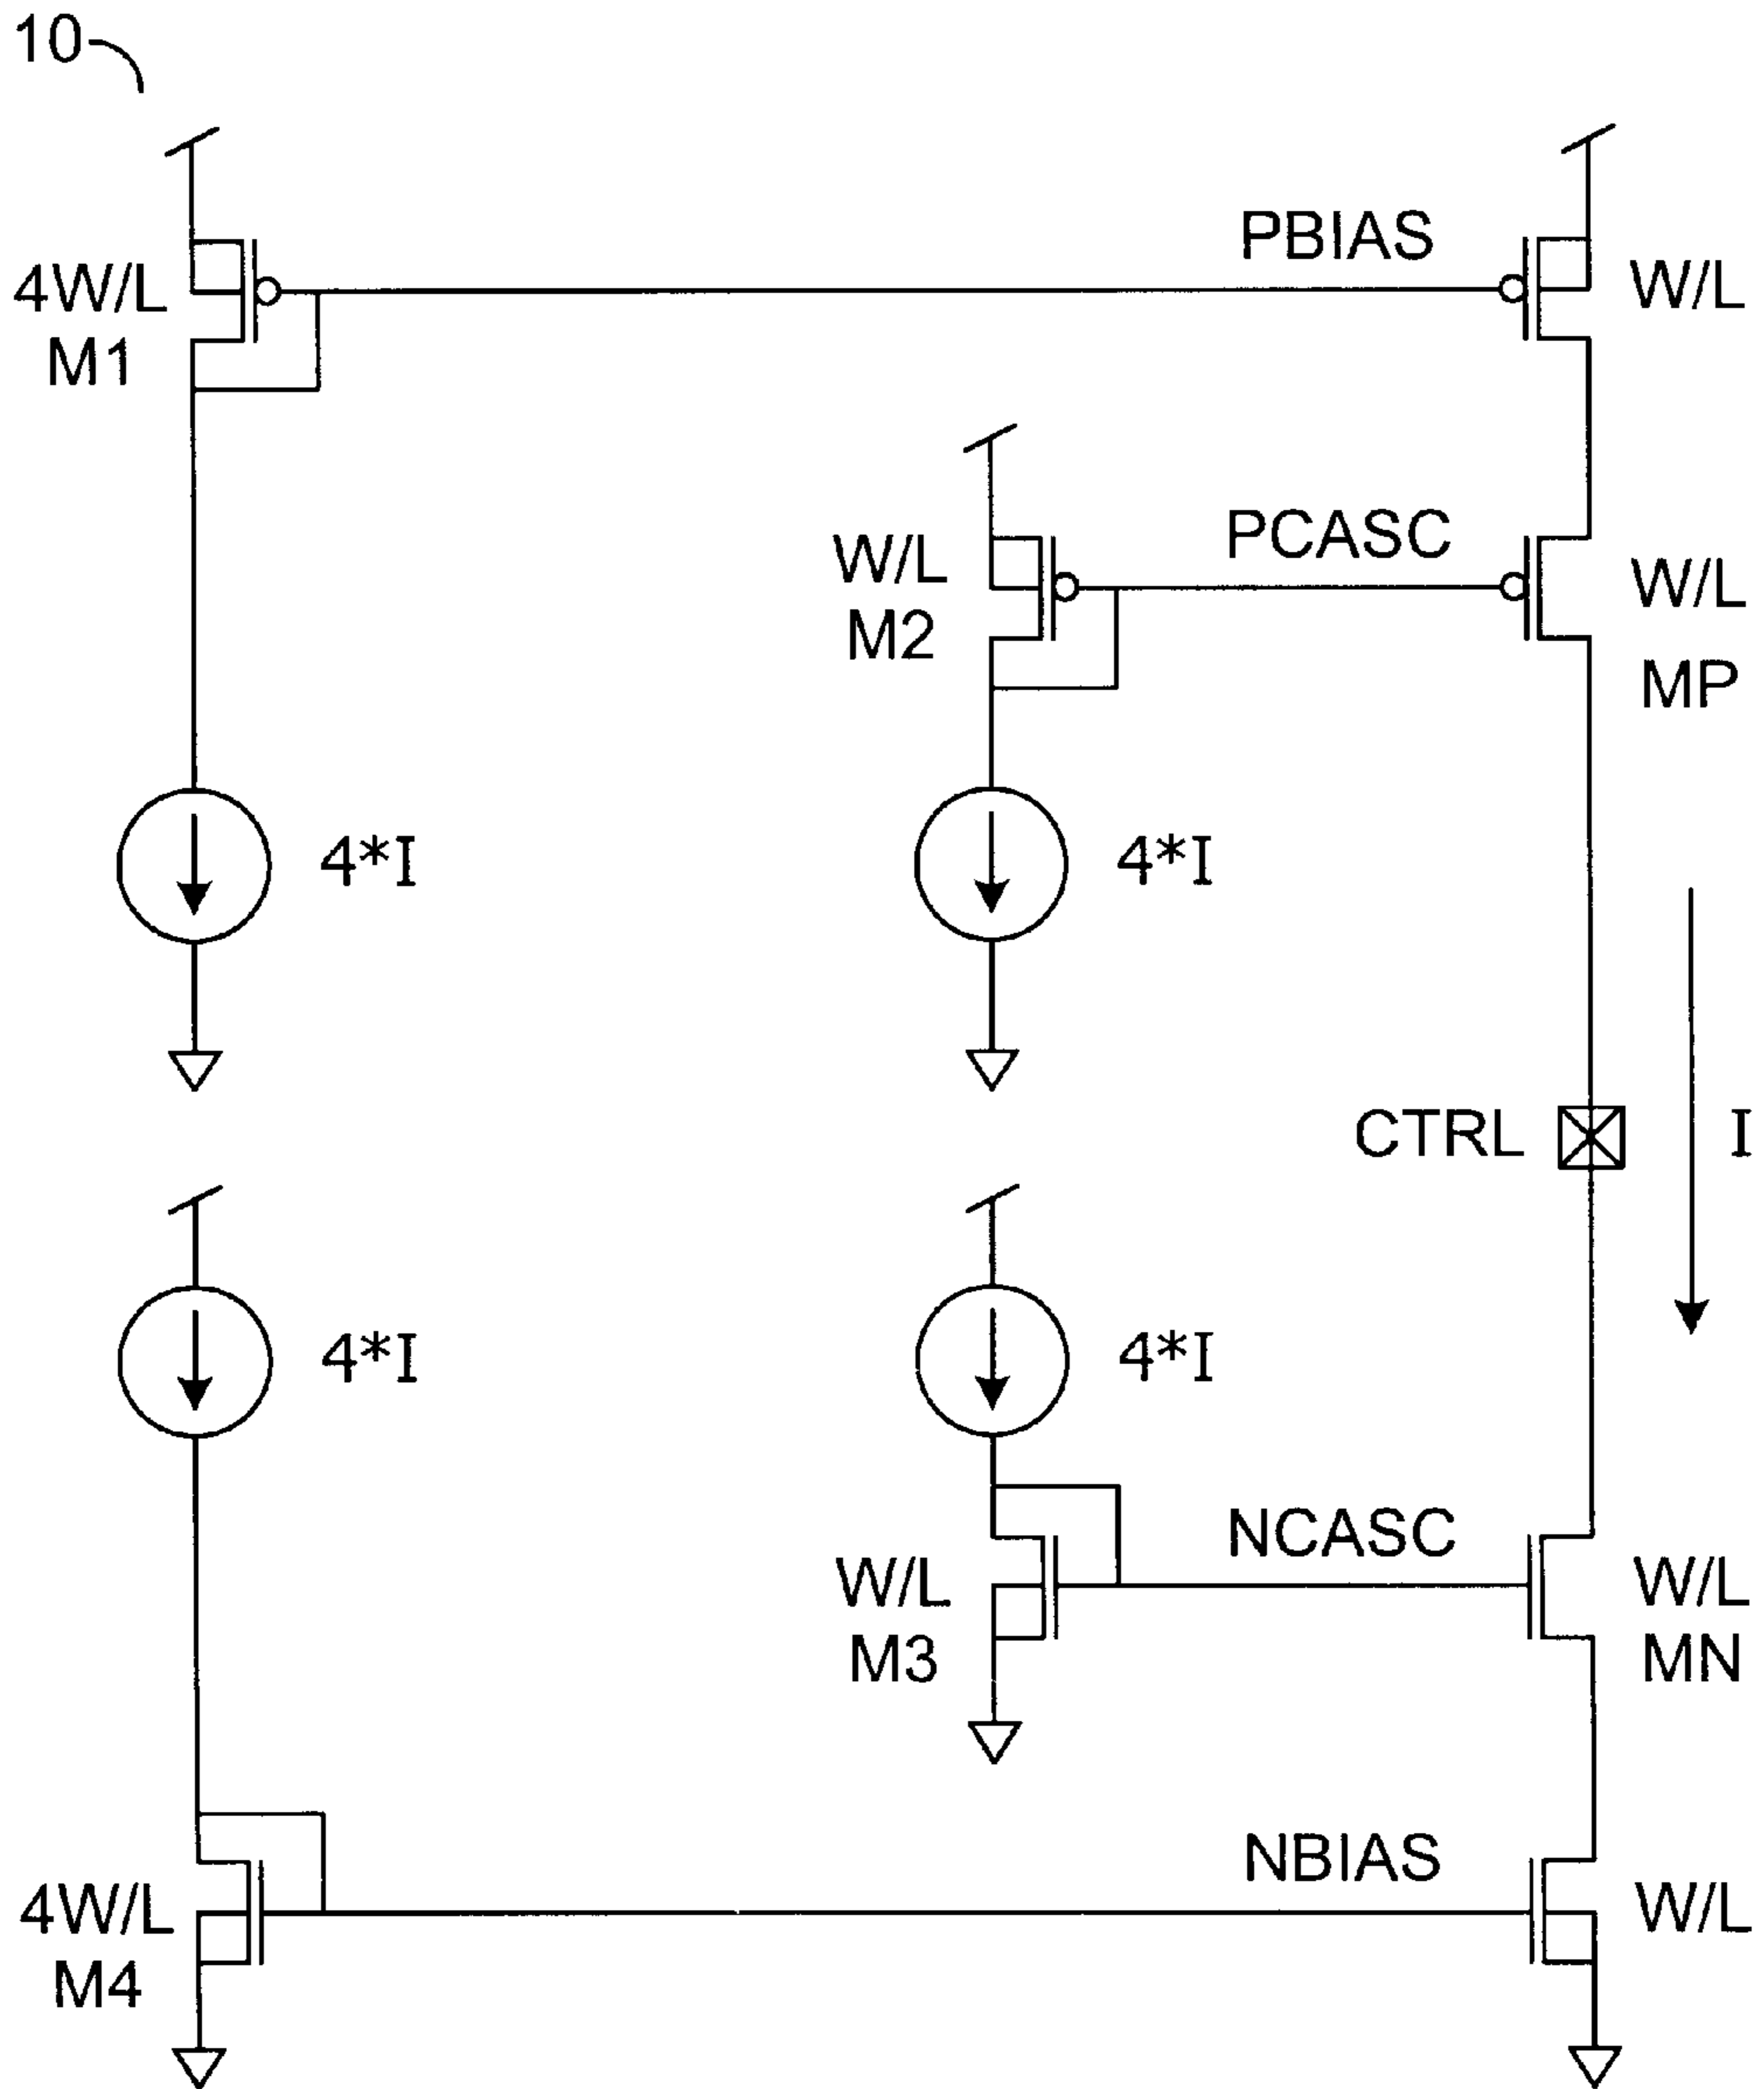 10
PBIAS
4W/L
M1
W/L
PCASC
W/L
M2
W/L
MP
4*I
4*I
CTRL
I
4*I
4*I
NCASC
W/L
M3
W/L
MN
NBIAS
4W/L
M4
W/L